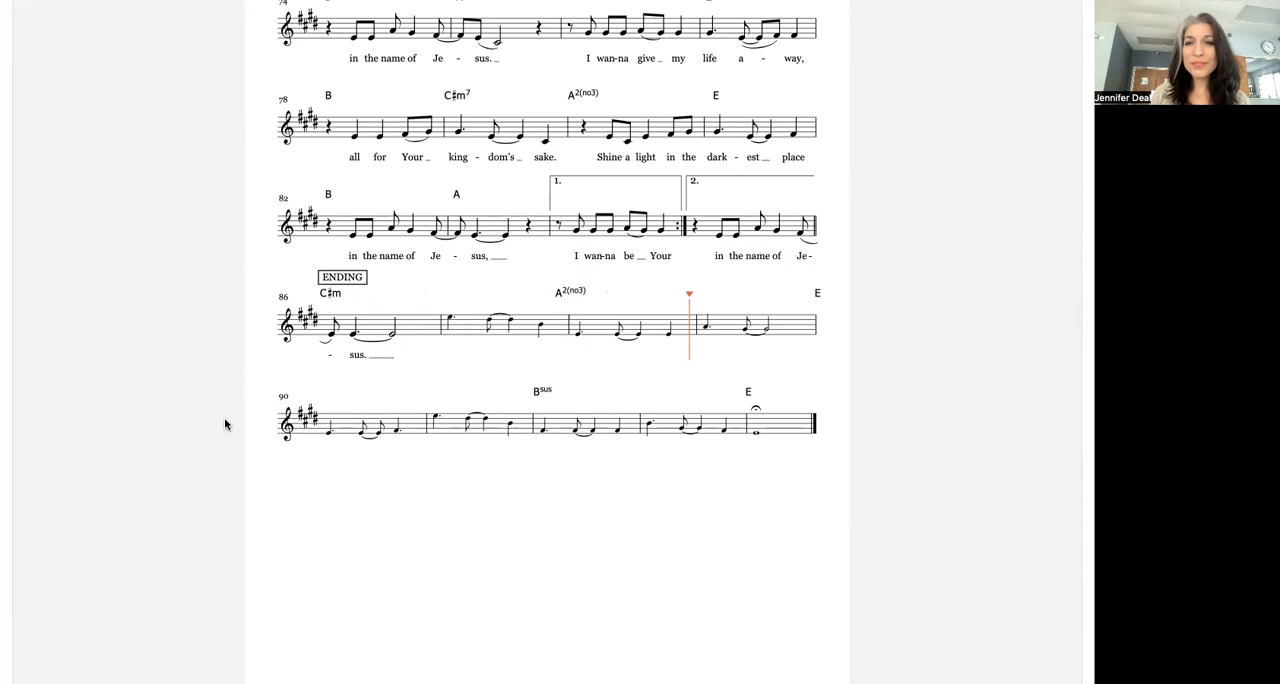 74
in the name of Je - sus. I wan-na give my life a - way,
B C♯m7 A2(no3) E
78
all for Your king - dom's sake. Shine a light in the dark - est place
B A 1. 2.
82
in the name of Je - sus, I wan-na be Your in the name of Je-
ENDING
C♯m A2(no3) E
86
- sus.
Bsus E
90
Jennifer Deal